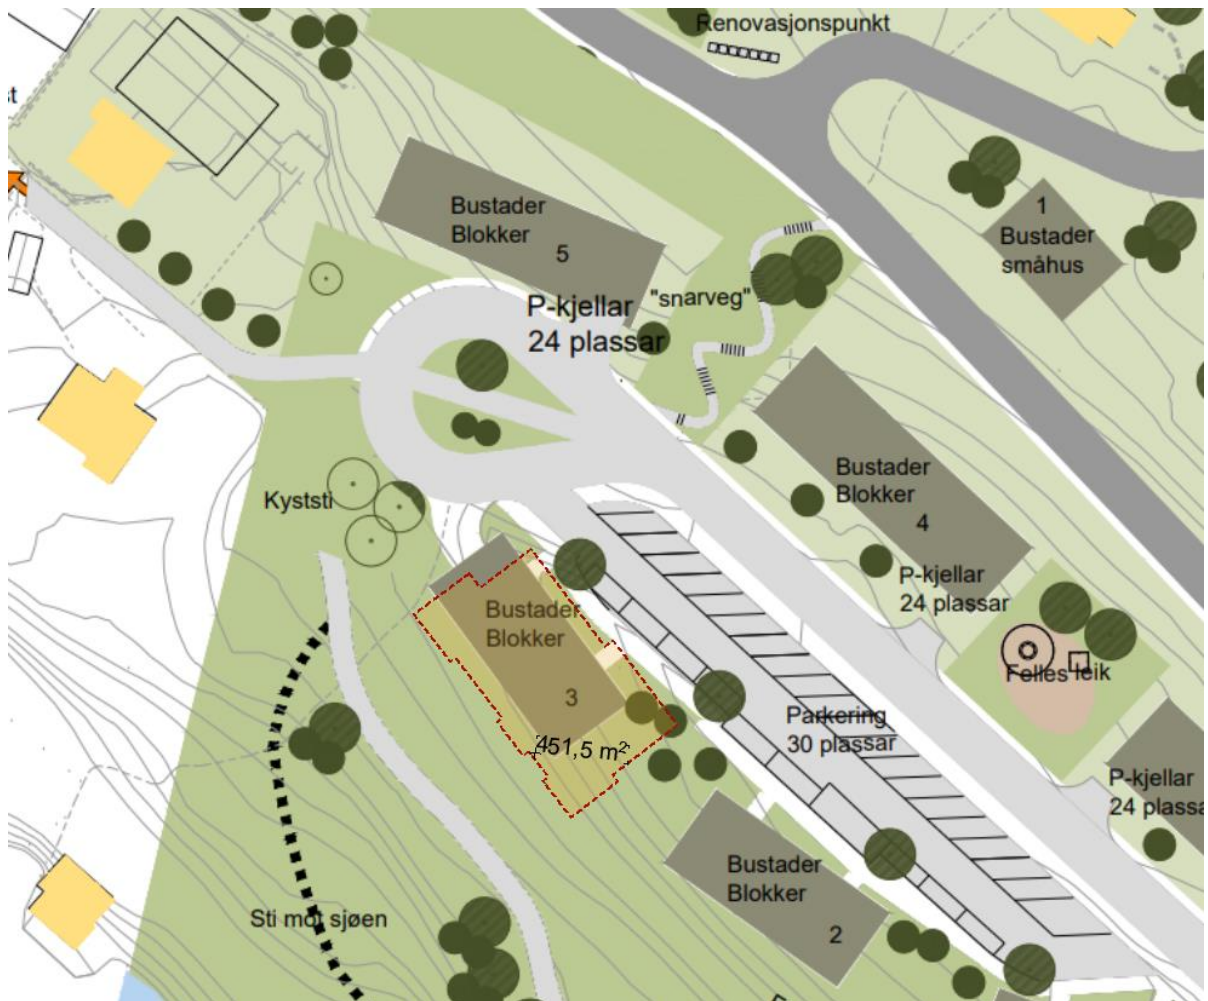 Renovasjonspunkt
t
Bustader
Blokker
5
1
Bustader
småhus
P-kjellar
24 plassar
"snarveg"
Bustader
Blokker
4
Kyststi
P-kjellar
24 plassar
Bustader
Blokker
3
Felles leik
Parkering
30 plassar
451,5 m²
P-kjellar
24 plassa
Bustader
Blokker
2
Sti mot sjøen